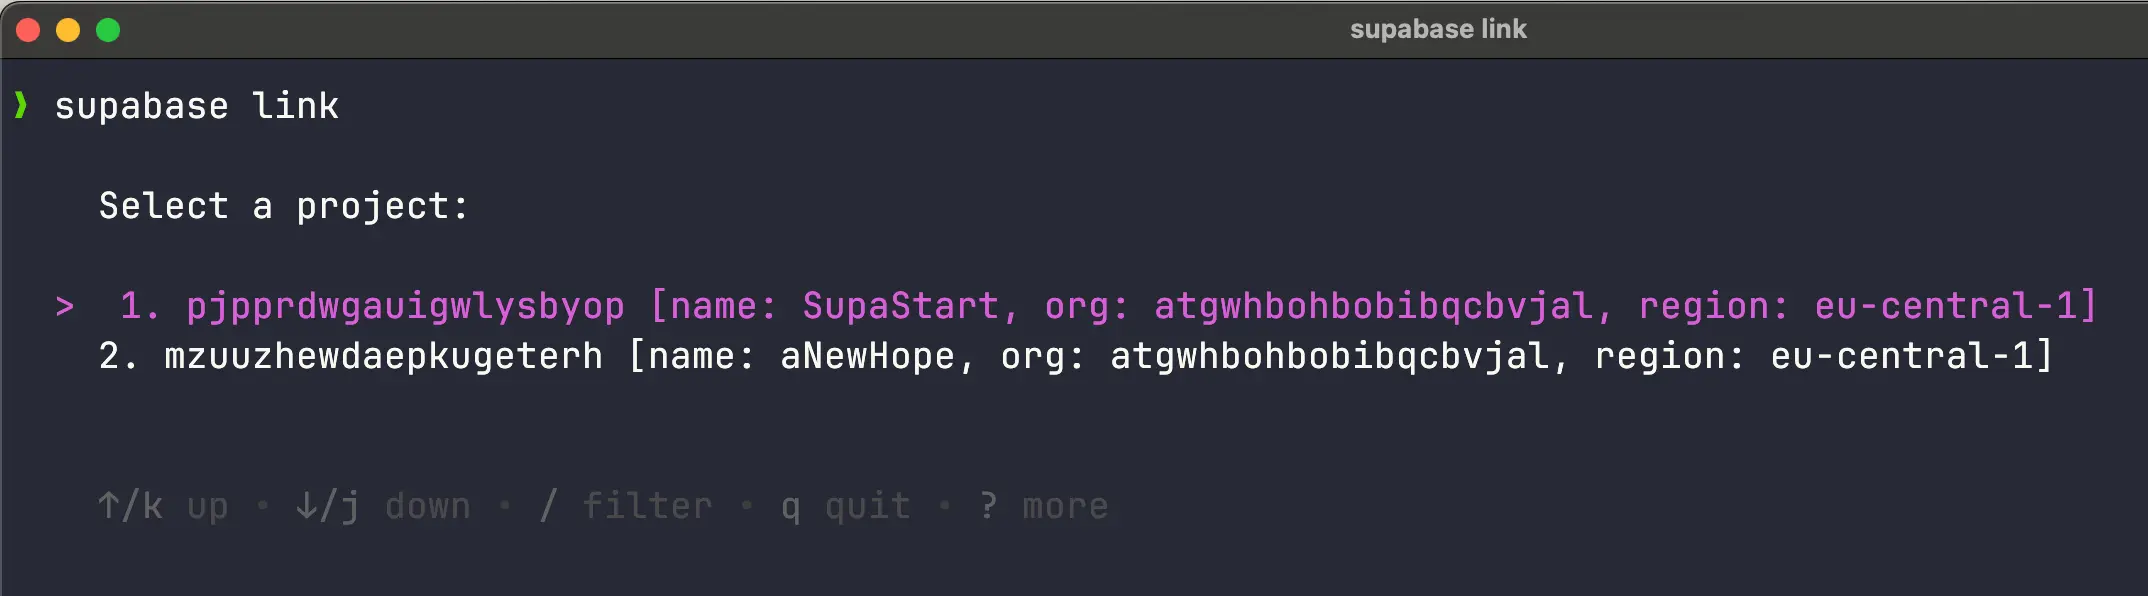 supabase link
❯ supabase link
Select a project:
>  1. pjpprdwgauigwlysbyop [name: SupaStart, org: atgwhbohbobibqcbvjal, region: eu-central-1]
2. mzuuzhewdaepkugeterh [name: aNewHope, org: atgwhbohbobibqcbvjal, region: eu-central-1]
↑/k up • ↓/j down • / filter • q quit • ? more